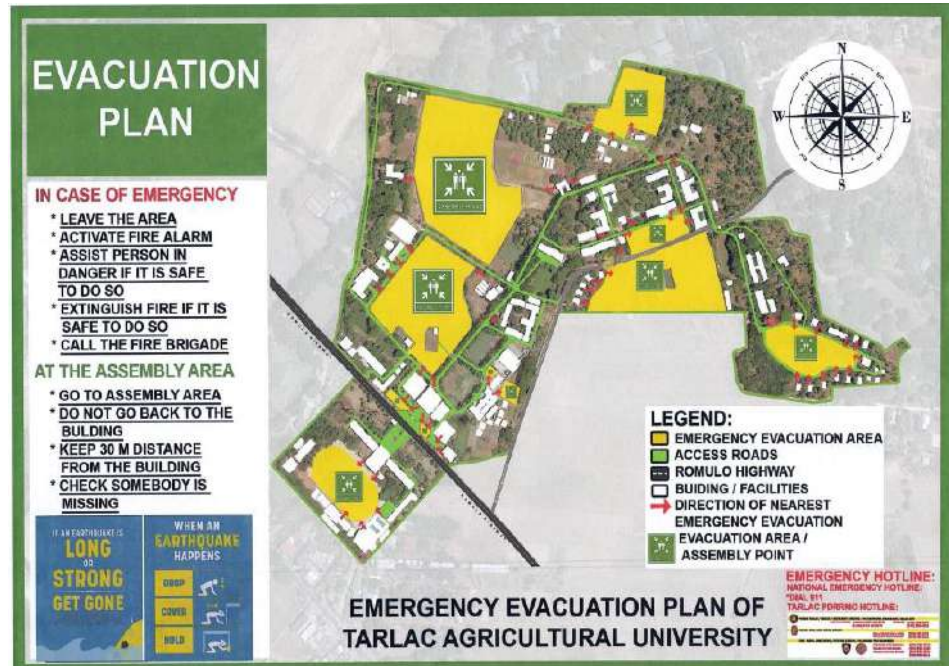 EVACUATION
PLAN
IN CASE OF EMERGENCY
* LEAVE THE AREA
* ACTIVATE FIRE ALARM
* ASSIST PERSON IN
DANGER IF IT IS SAFE
TO DO SO
* EXTINGUISH FIRE IF IT IS
SAFE TO DO SO
* CALL THE FIRE BRIGADE
AT THE ASSEMBLY AREA
* GO TO ASSEMBLY AREA
* DO NOT GO BACK TO THE
BULDING
* KEEP 30 M DISTANCE
FROM THE BUILDING
* CHECK SOMEBODY IS
MISSING
IF AN EARTHQUAKE IS
LONG
OR
STRONG
GET GONE
WHEN AN
EARTHQUAKE
HAPPENS
DROP
COVER
HOLD
N
W
E
S
LEGEND:
EMERGENCY EVACUATION AREA
ACCESS ROADS
ROMULO HIGHWAY
BUIDING / FACILITIES
DIRECTION OF NEAREST
EMERGENCY EVACUATION
EVACUATION AREA /
ASSEMBLY POINT
EMERGENCY EVACUATION PLAN OF
TARLAC AGRICULTURAL UNIVERSITY
EMERGENCY HOTLINE:
NATIONAL EMERGENCY HOTLINE:
*DIAL 911
TARLAC PDRRMO HOTLINE: